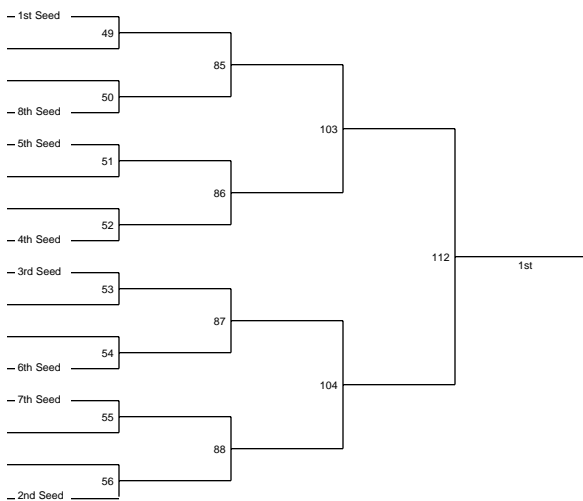 1st Seed
49
85
50
8th Seed
103
5th Seed
51
86
52
4th Seed
112
1st
3rd Seed
53
87
54
6th Seed
104
7th Seed
55
88
56
2nd Seed